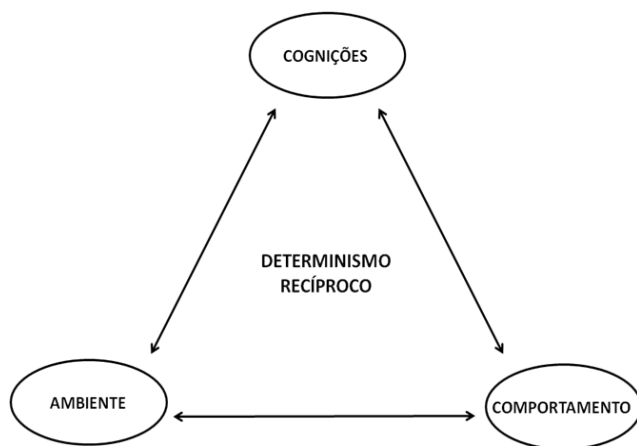 COGNIÇÕES
DETERMINISMO
RECÍPROCO
AMBIENTE
COMPORTAMENTO